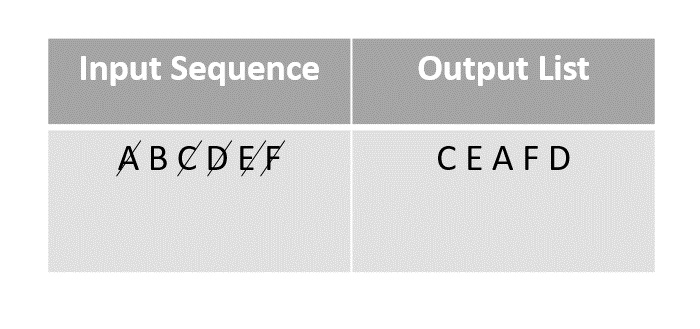 Input Sequence
Output List
A B C D E F
C E A F D